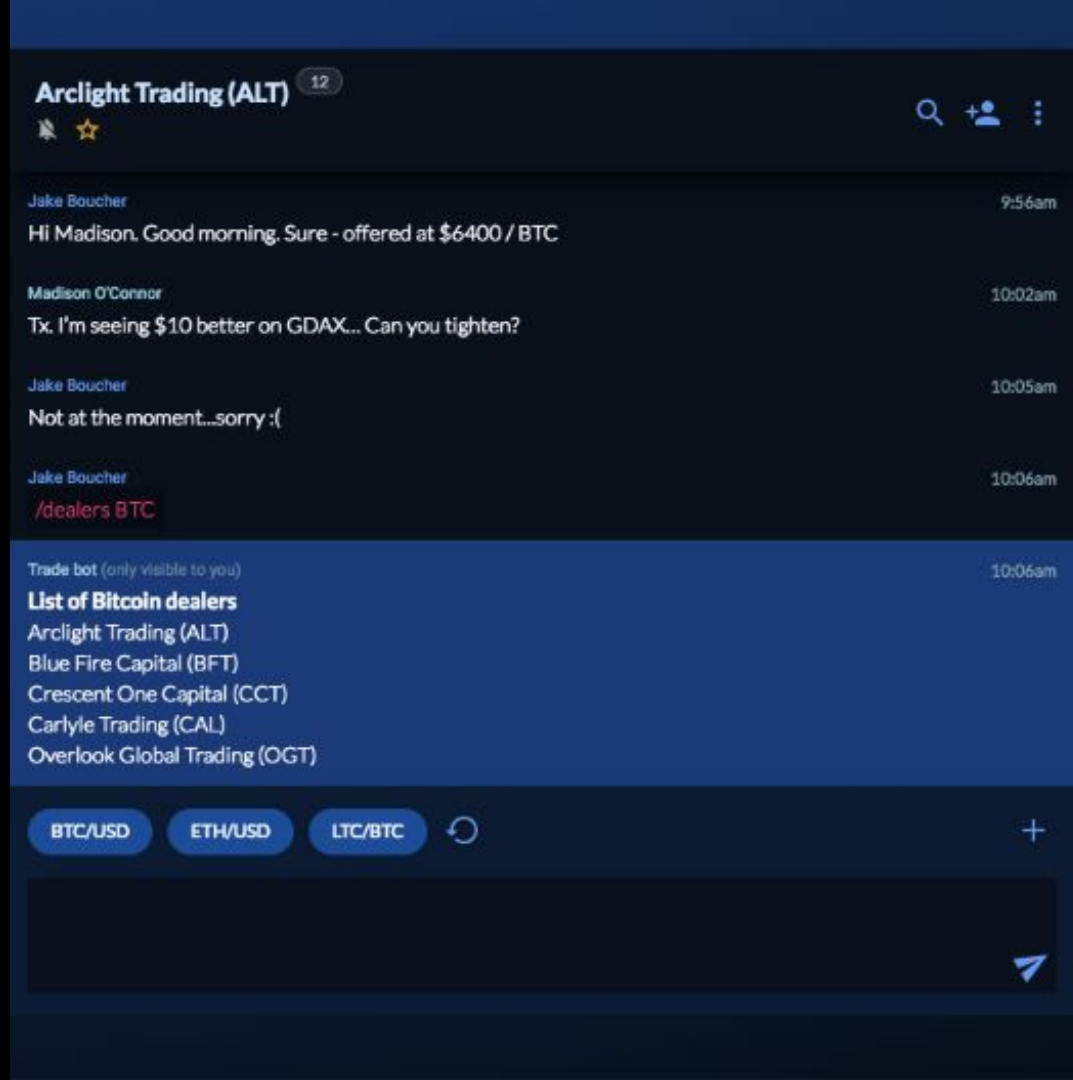 Arclight Trading (ALT) 12
Jake Boucher 9:56am
Hi Madison. Good morning. Sure - offered at $6400 / BTC
Madison O'Connor 10:02am
Tx. I'm seeing $10 better on GDAX... Can you tighten?
Jake Boucher 10:05am
Not at the moment...sorry :(
Jake Boucher 10:06am
/dealers BTC
Trade bot (only visible to you) 10:06am
List of Bitcoin dealers
Arclight Trading (ALT)
Blue Fire Capital (BFT)
Crescent One Capital (CCT)
Carlyle Trading (CAL)
Overlook Global Trading (OGT)
BTC/USD ETH/USD LTC/BTC